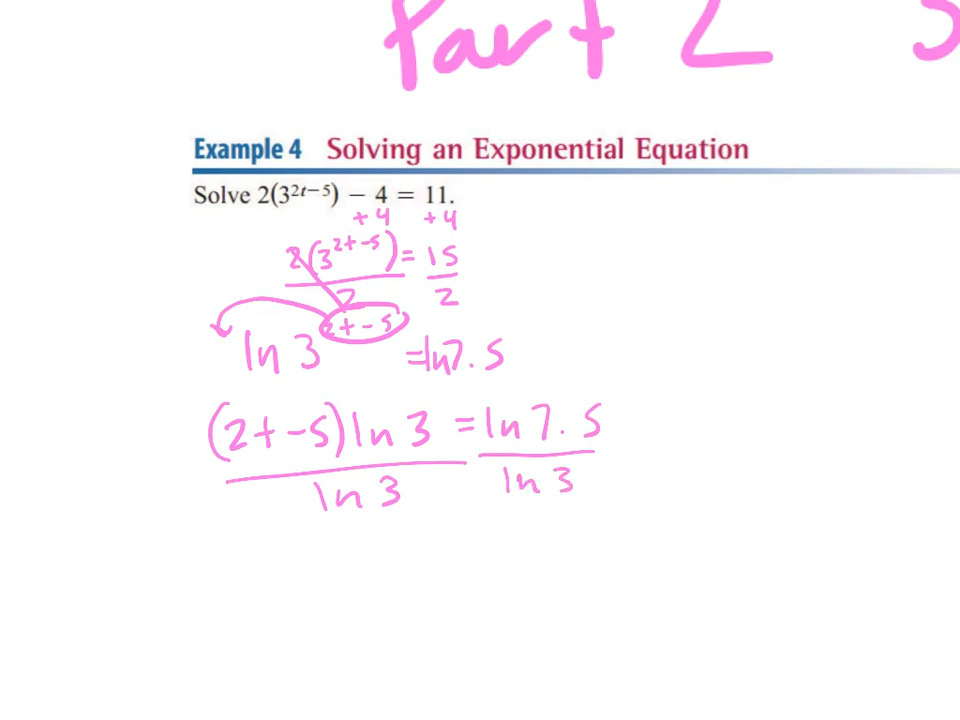 Part 2
Example 4 Solving an Exponential Equation
Solve 2(3^{2t−5}) − 4 = 11.
+4 +4
2(3^{2t-5}) = 15
2 2
ln 3^{2t-5} = ln 7.5
(2t-5) ln 3 = ln 7.5
ln 3 ln 3